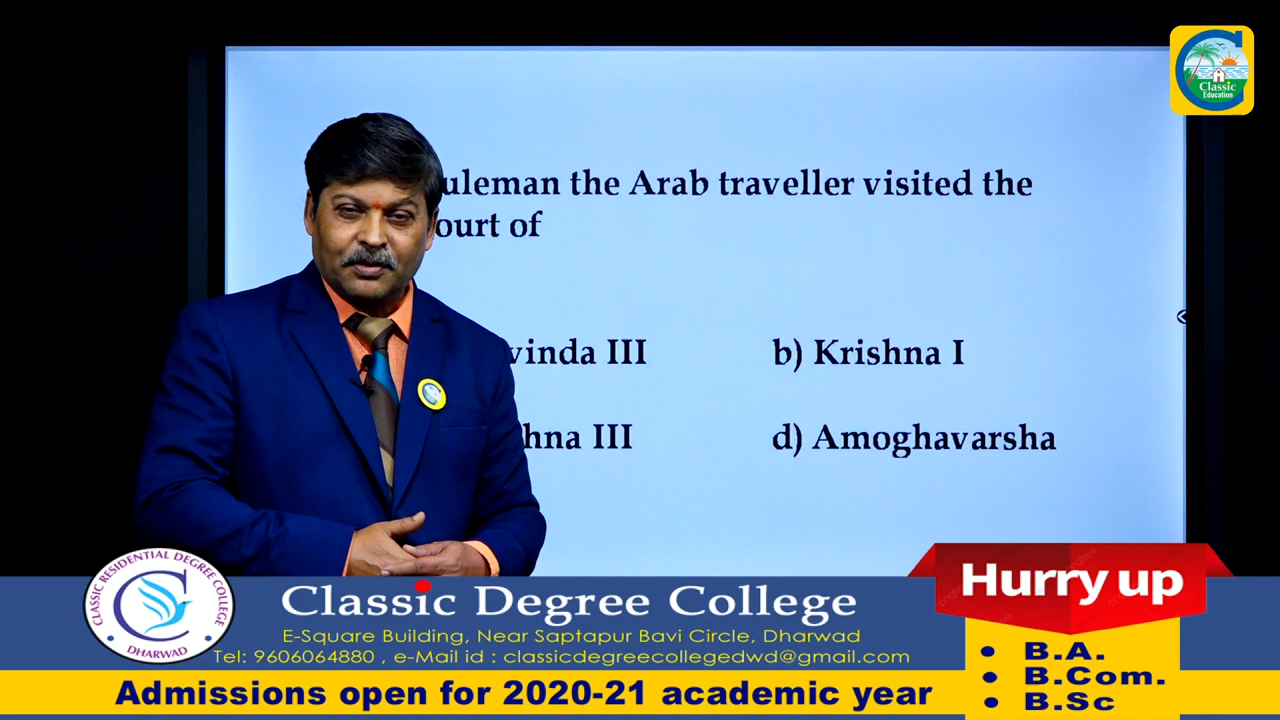 Classic
Education
uleman the Arab traveller visited the
ourt of
vinda III
b) Krishna I
hna III
d) Amoghavarsha
CLASSIC RESIDENTIAL DEGREE COLLEGE
DHARWAD
Classic Degree College
E-Square Building, Near Saptapur Bavi Circle, Dharwad
Tel: 9606064880 , e-Mail id : classicdegreecollegedwd@gmail.com
Admissions open for 2020-21 academic year
Hurry up
• B.A.
• B.Com.
• B.Sc